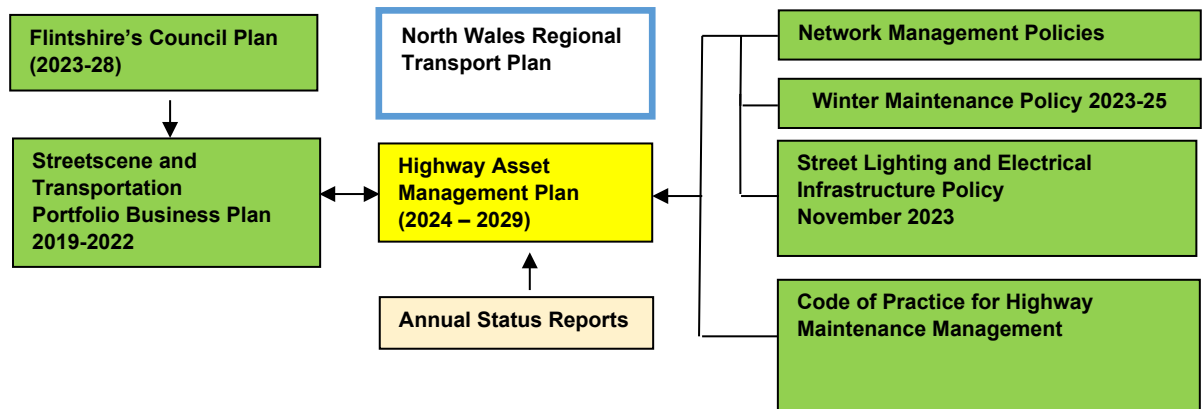 Flintshire's Council Plan
(2023-28)
North Wales Regional
Transport Plan
Network Management Policies
Winter Maintenance Policy 2023-25
Streetscene and
Transportation
Portfolio Business Plan
2019-2022
Highway Asset
Management Plan
(2024 – 2029)
Street Lighting and Electrical
Infrastructure Policy
November 2023
Annual Status Reports
Code of Practice for Highway
Maintenance Management